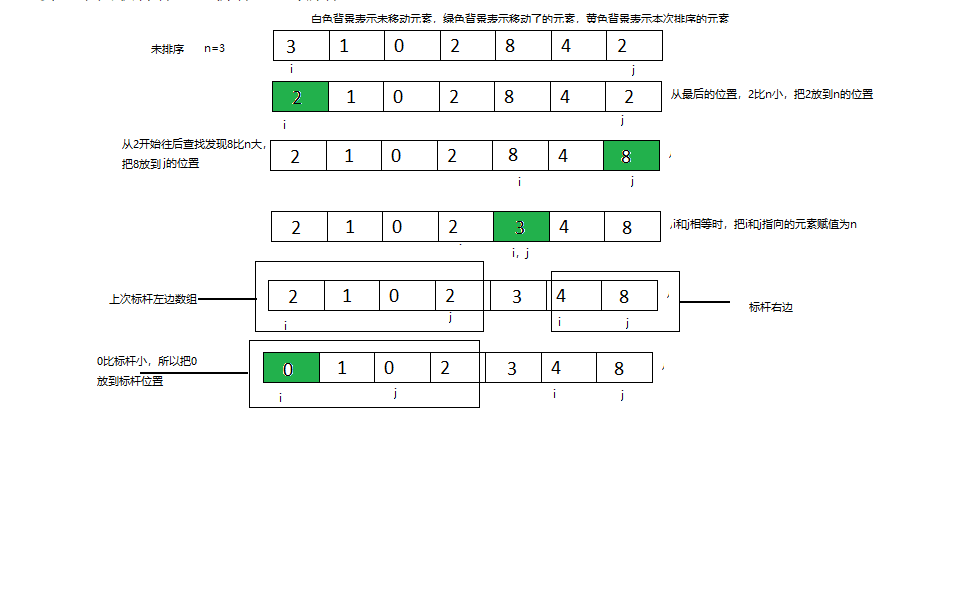 白色背景表示未移动元素，绿色背景表示移动了的元素，黄色背景表示本次排序的元素
未排序 n=3
3 1 0 2 8 4 2
i j
2 1 0 2 8 4 2
从最后的位置，2比n小，把2放到n的位置
i j
从2开始往后查找发现8比n大，
把8放到j的位置
2 1 0 2 8 4 8
i j
2 1 0 2 3 4 8
i和j相等时，把i和j指向的元素赋值为n
i，j
上次标杆左边数组
2 1 0 2 3 4 8
标杆右边
i j i j
0比标杆小，所以把0
放到标杆位置
0 1 0 2 3 4 8
i j i j